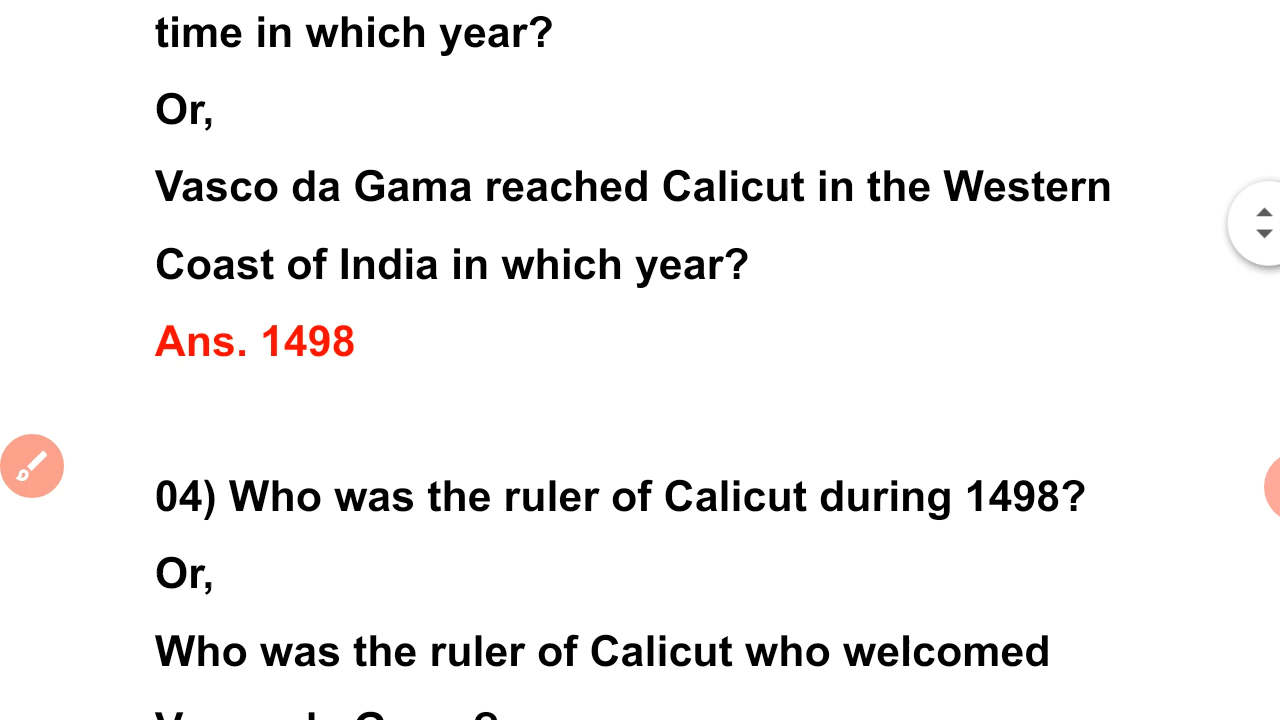 time in which year?
Or,
Vasco da Gama reached Calicut in the Western
Coast of India in which year?
Ans. 1498
04) Who was the ruler of Calicut during 1498?
Or,
Who was the ruler of Calicut who welcomed